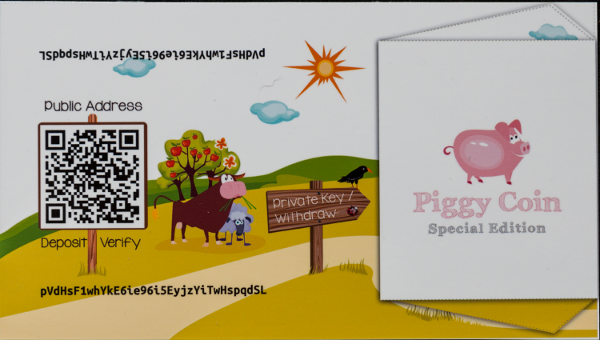 pVdHsF1whYkE6ie96i5EyjzYiTwHspqdSL
Public Address
Deposit Verify
pVdHsF1whYkE6ie96i5EyjzYiTwHspqdSL
Private Key /
Withdraw
Piggy Coin
Special Edition